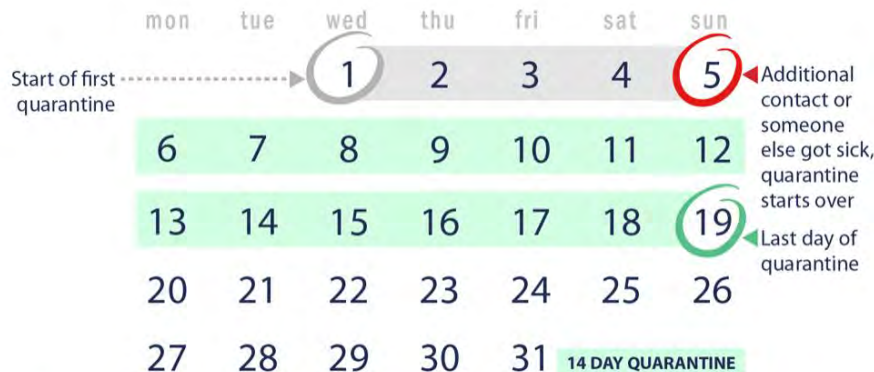 mon tue wed thu fri sat sun
Start of first
quarantine
1 2 3 4 5
Additional
contact or
someone
else got sick,
quarantine
starts over
6 7 8 9 10 11 12
13 14 15 16 17 18 19
Last day of
quarantine
20 21 22 23 24 25 26
27 28 29 30 31
14 DAY QUARANTINE